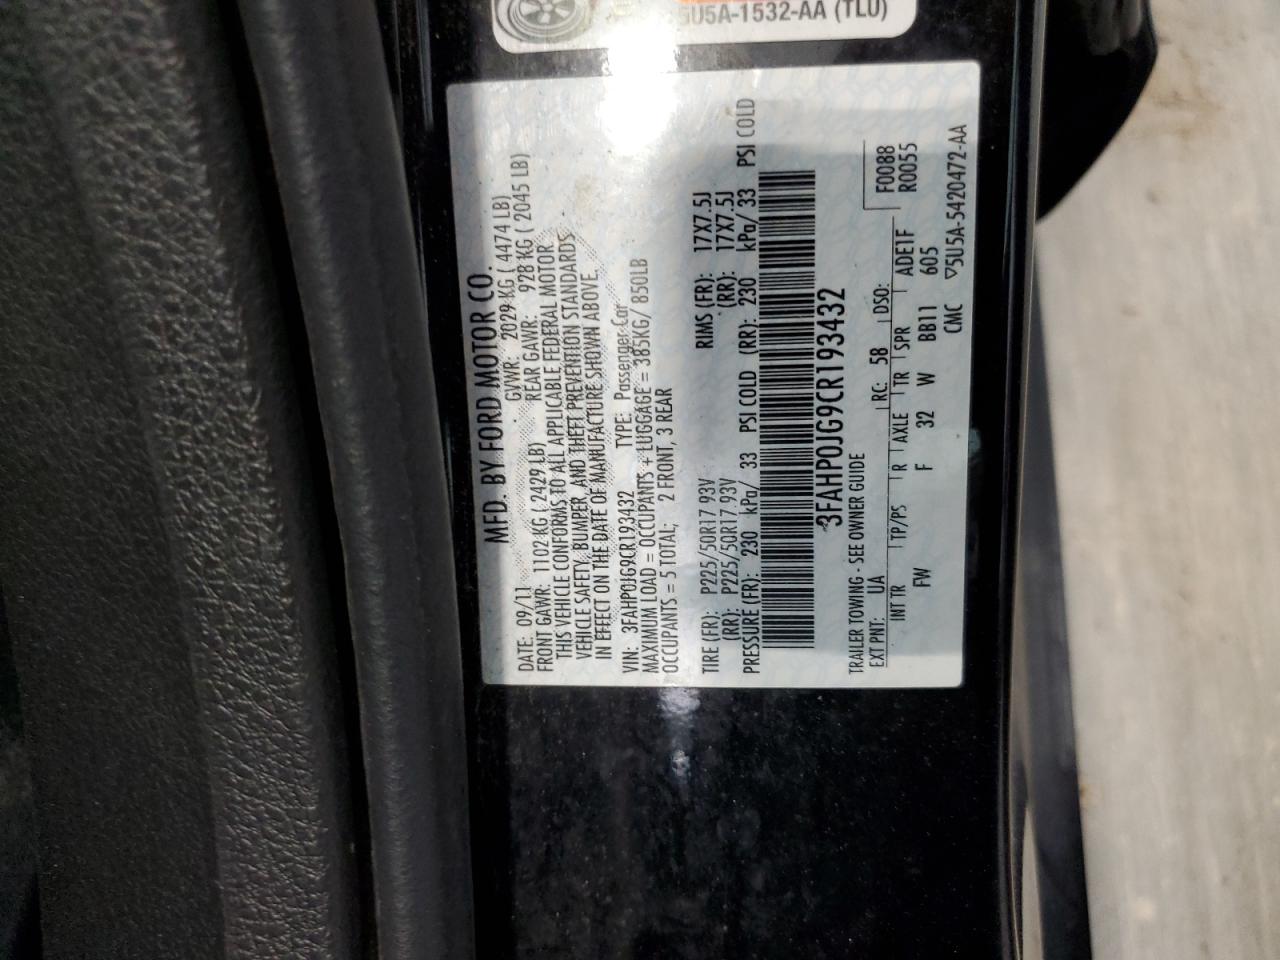 5U5A-1532-AA (TLU)
MFD. BY FORD MOTOR CO.
DATE: 09/11 GVWR: 2029 KG ( 4474 LB)
FRONT GAWR: 1102 KG ( 2429 LB) REAR GAWR: 928 KG ( 2045 LB)
THIS VEHICLE CONFORMS TO ALL APPLICABLE FEDERAL MOTOR
VEHICLE SAFETY, BUMPER, AND THEFT PREVENTION STANDARDS
IN EFFECT ON THE DATE OF MANUFACTURE SHOWN ABOVE.
VIN: 3FAHP0JG9CR193432 TYPE: Passenger Car
MAXIMUM LOAD = OCCUPANTS + LUGGAGE = 385KG/ 850LB
OCCUPANTS = 5 TOTAL; 2 FRONT, 3 REAR
TIRE (FR): P225/50R17 93V RIMS (FR): 17X7.5J
(RR): P225/50R17 93V (RR): 17X7.5J
PRESSURE (FR): 230 kPa/ 33 PSI COLD (RR): 230 kPa/ 33 PSI COLD
3FAHP0JG9CR193432
TRAILER TOWING - SEE OWNER GUIDE
EXT PNT: UA RC: 58 DSO: F0088
INT TR TP/PS R AXLE TR SPR ADE1F R0055
FW F 32 W BB11 605
CMC ▽5U5A-5420472-AA